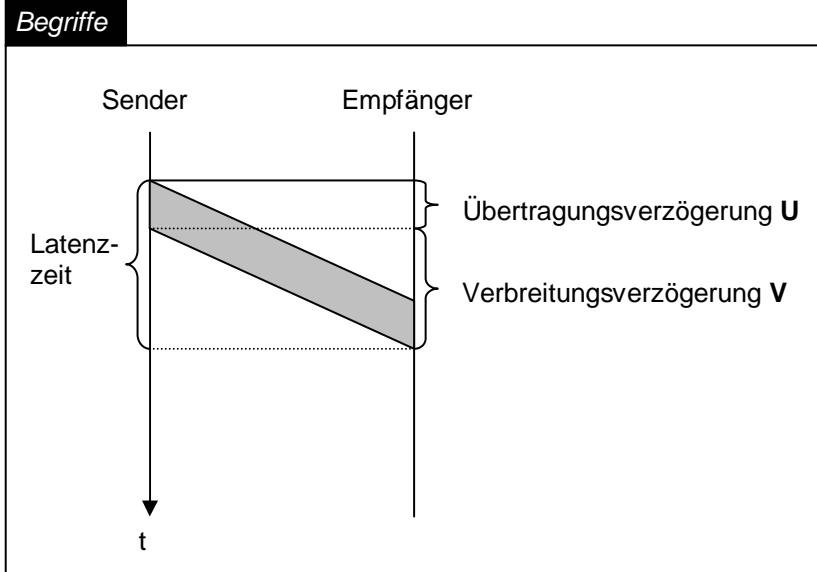 Begriffe
Sender
Empfänger
Übertragungsverzögerung U
Latenz-
zeit
Verbreitungsverzögerung V
t